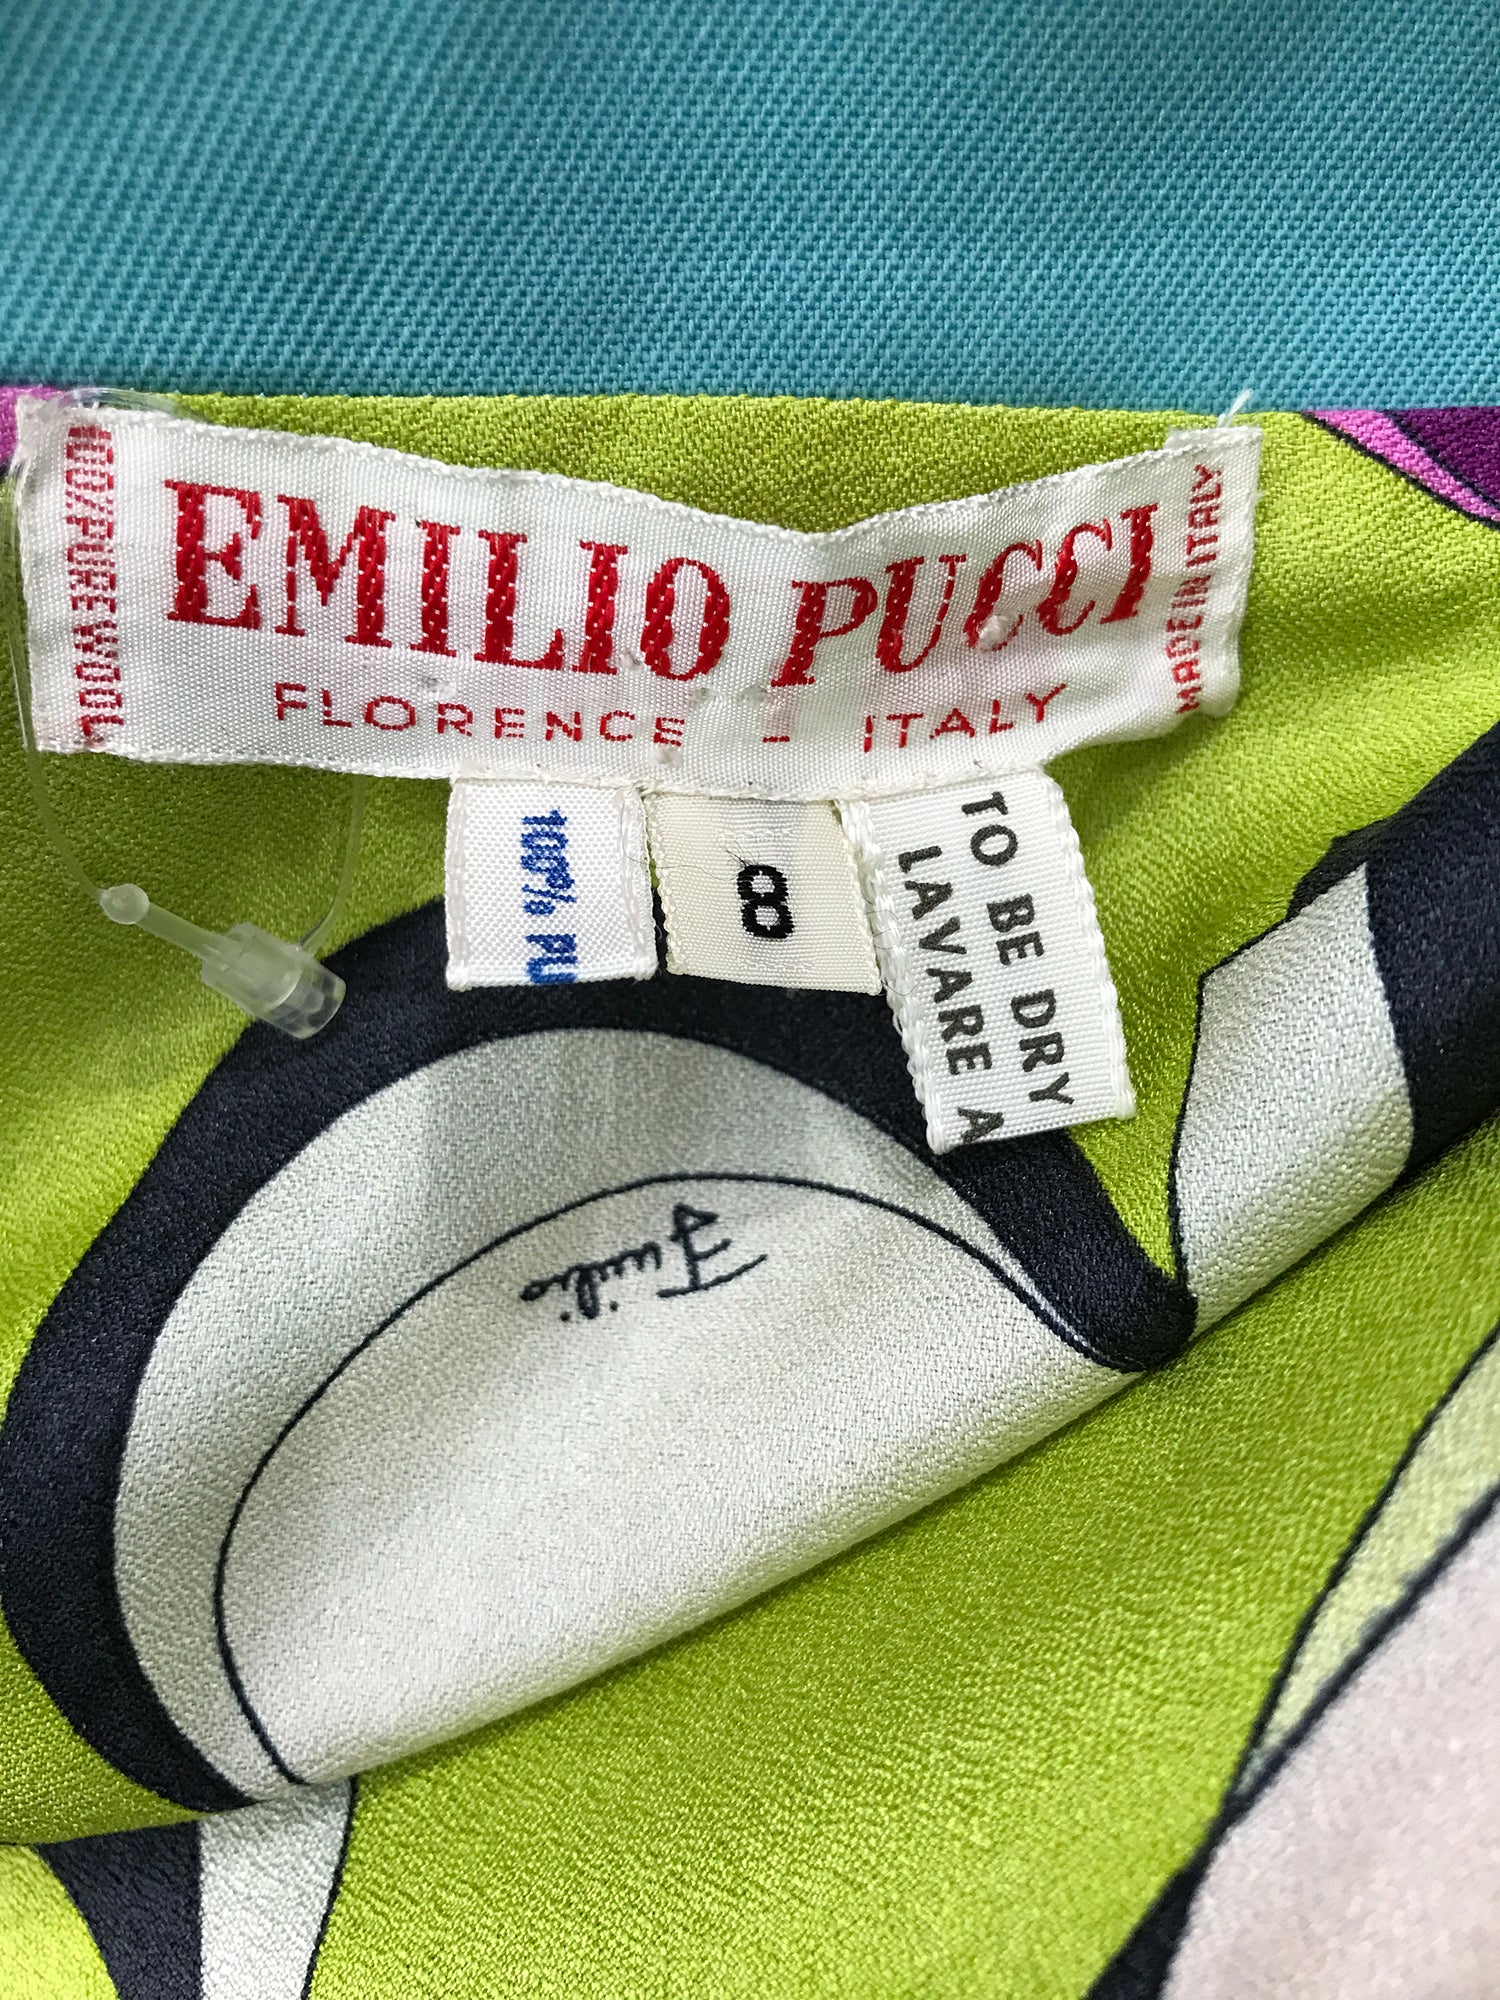 100/PURE WOOL
EMILIO PUCCI
FLORENCE - ITALY
MADE IN ITALY
100% PU
8
TO BE DRY
LAVARE A
Emilio